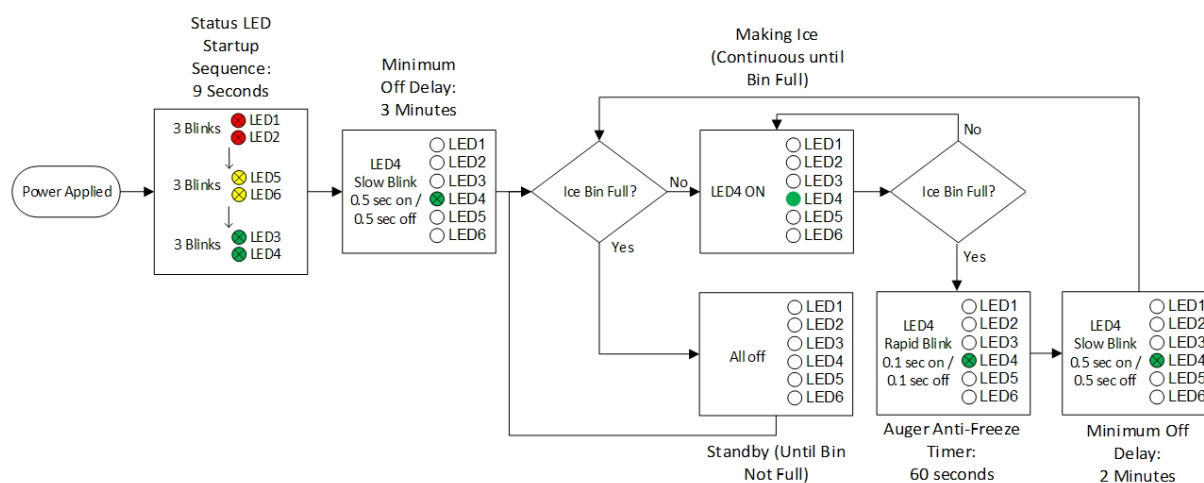 Status LED
Startup
Sequence:
9 Seconds
Minimum
Off Delay:
3 Minutes
Making Ice
(Continuous until
Bin Full)
Power Applied
3 Blinks
LED1
LED2
3 Blinks
LED5
LED6
3 Blinks
LED3
LED4
LED4
Slow Blink
0.5 sec on /
0.5 sec off
LED1
LED2
LED3
LED4
LED5
LED6
Ice Bin Full?
No
Yes
LED4 ON
LED1
LED2
LED3
LED4
LED5
LED6
Ice Bin Full?
No
Yes
All off
LED1
LED2
LED3
LED4
LED5
LED6
Standby (Until Bin
Not Full)
LED4
Rapid Blink
0.1 sec on /
0.1 sec off
LED1
LED2
LED3
LED4
LED5
LED6
Auger Anti-Freeze
Timer:
60 seconds
LED4
Slow Blink
0.5 sec on /
0.5 sec off
LED1
LED2
LED3
LED4
LED5
LED6
Minimum Off
Delay:
2 Minutes